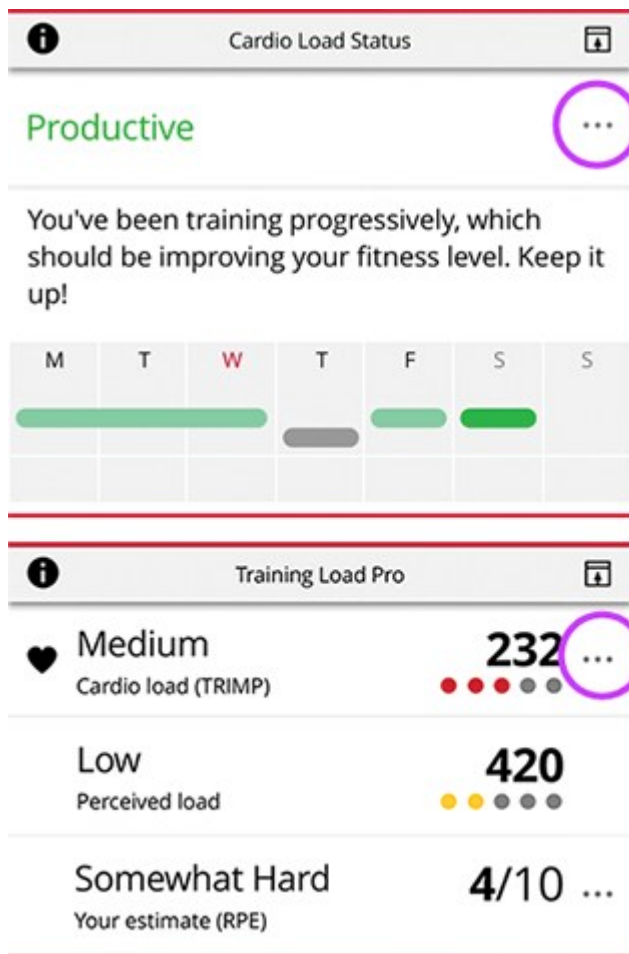 Cardio Load Status
Productive
You've been training progressively, which
should be improving your fitness level. Keep it
up!
M T W T F S S
Training Load Pro
Medium 232
Cardio load (TRIMP)
Low 420
Perceived load
Somewhat Hard 4/10
Your estimate (RPE)